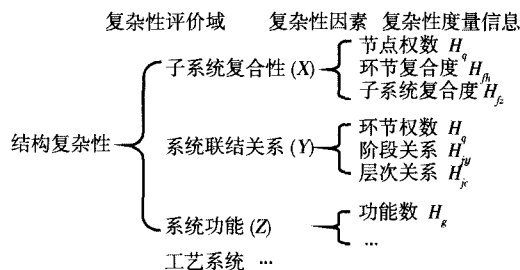 复杂性评价域 复杂性因素 复杂性度量信息
节点权数 H_q
子系统复合性 (X) 环节复合度 H_fh
子系统复合度 H_fz
环节权数 H_q
结构复杂性 系统联结关系 (Y) 阶段关系 H_jy
层次关系 H_jc
系统功能 (Z) 功能数 H_g
...
工艺系统 ...